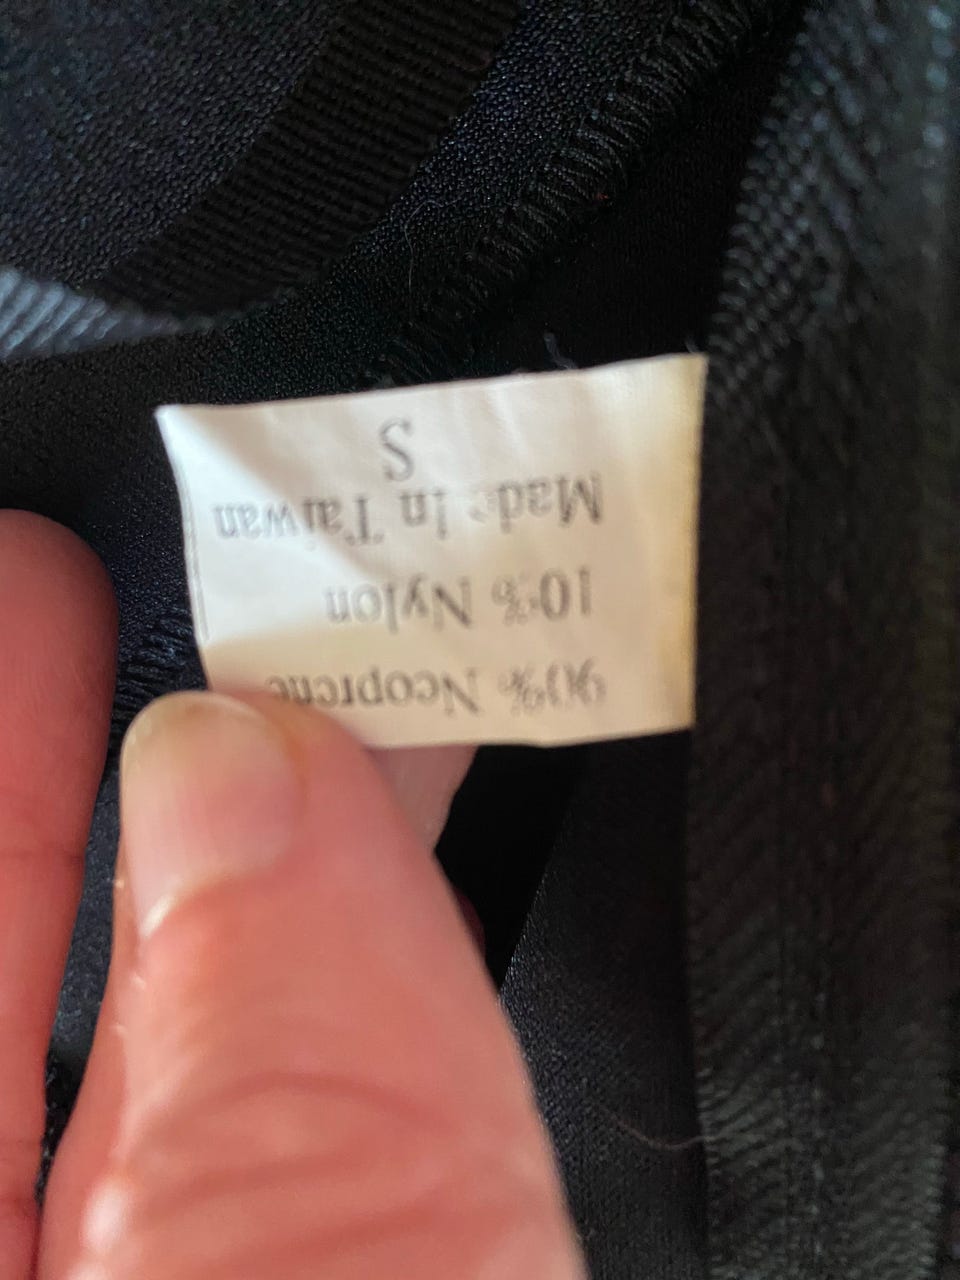 90% Neoprene
10% Nylon
Made In Taiwan
S